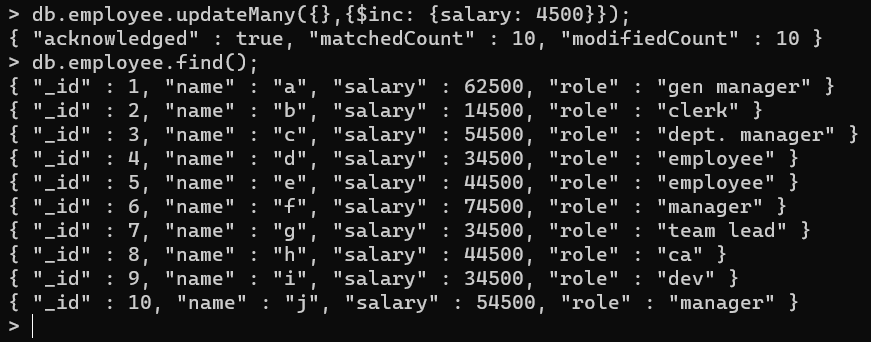 > db.employee.updateMany({},{$inc: {salary: 4500}});
{ "acknowledged" : true, "matchedCount" : 10, "modifiedCount" : 10 }
> db.employee.find();
{ "_id" : 1, "name" : "a", "salary" : 62500, "role" : "gen manager" }
{ "_id" : 2, "name" : "b", "salary" : 14500, "role" : "clerk" }
{ "_id" : 3, "name" : "c", "salary" : 54500, "role" : "dept. manager" }
{ "_id" : 4, "name" : "d", "salary" : 34500, "role" : "employee" }
{ "_id" : 5, "name" : "e", "salary" : 44500, "role" : "employee" }
{ "_id" : 6, "name" : "f", "salary" : 74500, "role" : "manager" }
{ "_id" : 7, "name" : "g", "salary" : 34500, "role" : "team lead" }
{ "_id" : 8, "name" : "h", "salary" : 44500, "role" : "ca" }
{ "_id" : 9, "name" : "i", "salary" : 34500, "role" : "dev" }
{ "_id" : 10, "name" : "j", "salary" : 54500, "role" : "manager" }
>